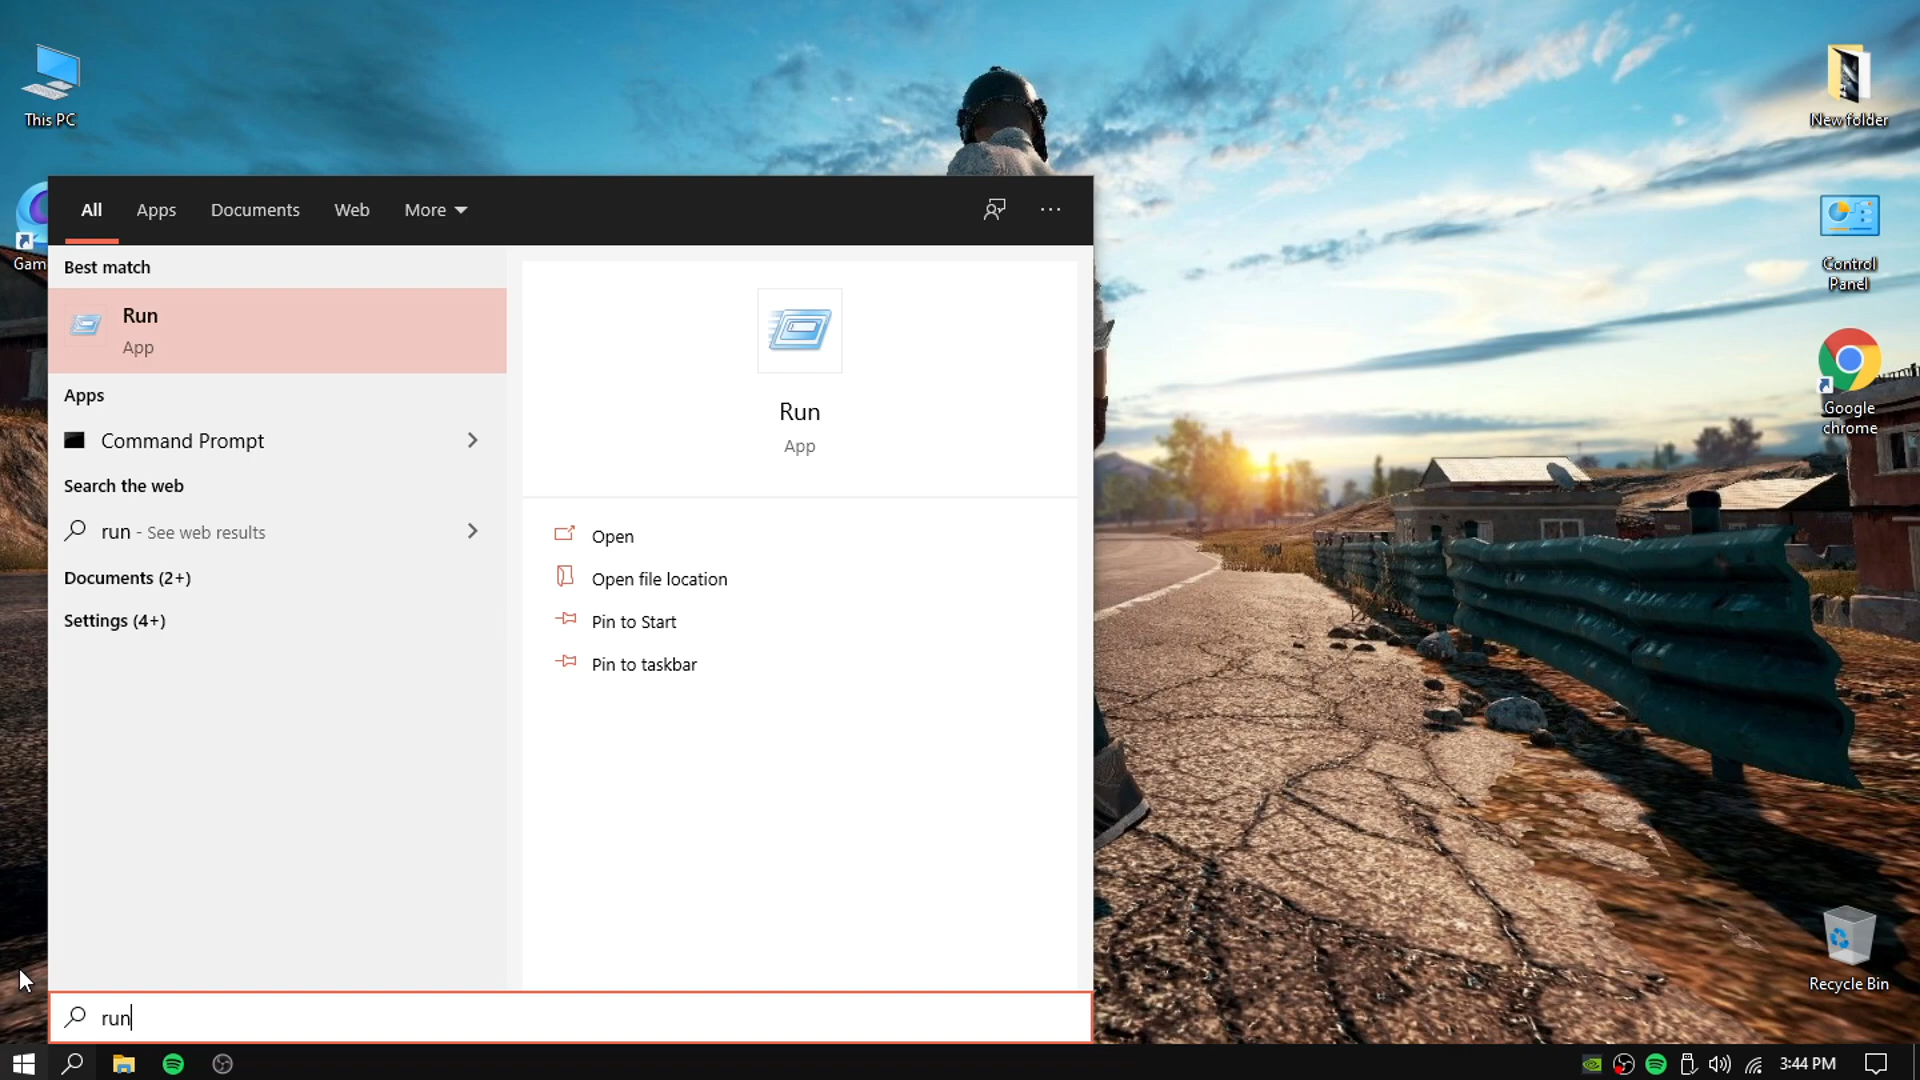 This PC
New folder
Gam
Control
Panel
Google
chrome
Recycle Bin
All
Apps
Documents
Web
More
Best match
Run
App
Apps
Command Prompt
Search the web
run - See web results
Documents (2+)
Settings (4+)
Run
App
Open
Open file location
Pin to Start
Pin to taskbar
run
3:44 PM